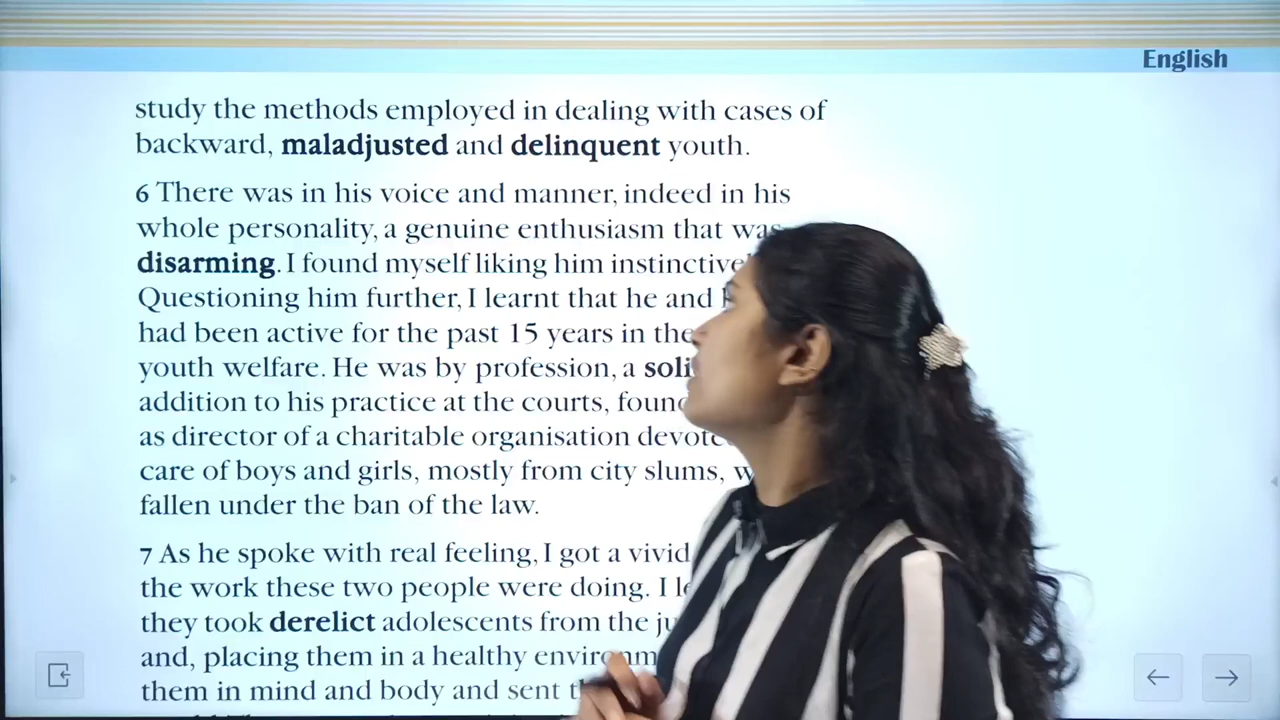 English
study the methods employed in dealing with cases of
backward, maladjusted and delinquent youth.
6 There was in his voice and manner, indeed in his
whole personality, a genuine enthusiasm that was
disarming. I found myself liking him
Questioning him further, I learnt that he and
had been active for the past 15 years in the
youth welfare. He was by profession, a
addition to his practice at the courts,
as director of a charitable organisation
care of boys and girls, mostly from city slums,
fallen under the ban of the law.
7 As he spoke with real feeling, I got a vivid
the work these two people were doing. I
they took derelict adolescents from the
and, placing them in a healthy
them in mind and body and sent